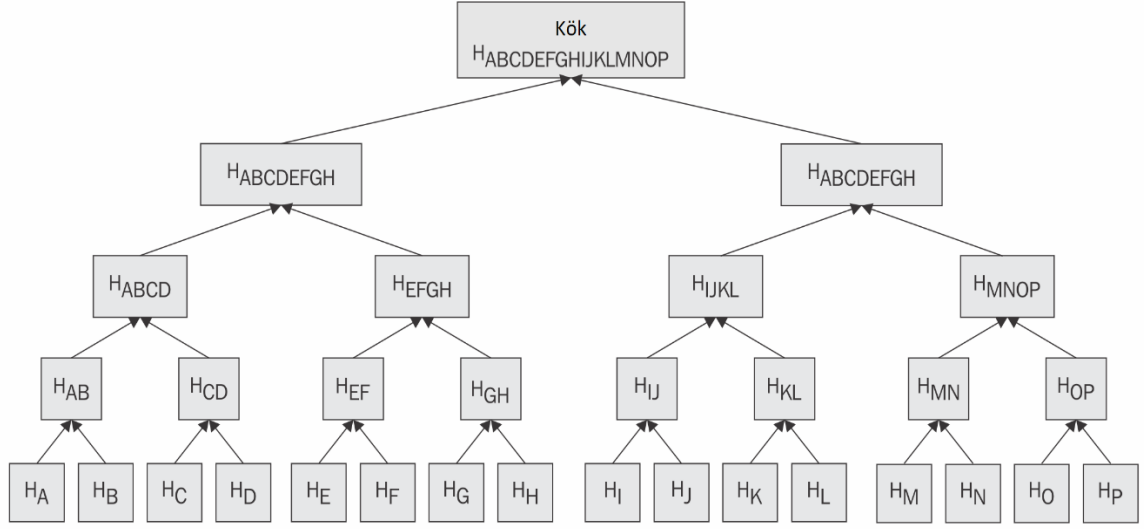 Kök
HABCDEFGHIJKLMNOP
HABCDEFGH
HABCDEFGH
HABCD
HEFGH
HIJKL
HMNOP
HAB
HCD
HEF
HGH
HIJ
HKL
HMN
HOP
HA
HB
HC
HD
HE
HF
HG
HH
HI
HJ
HK
HL
HM
HN
HO
HP